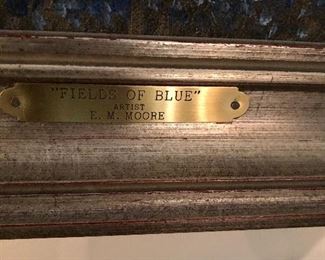 "FIELDS OF BLUE"
ARTIST
E. M. MOORE